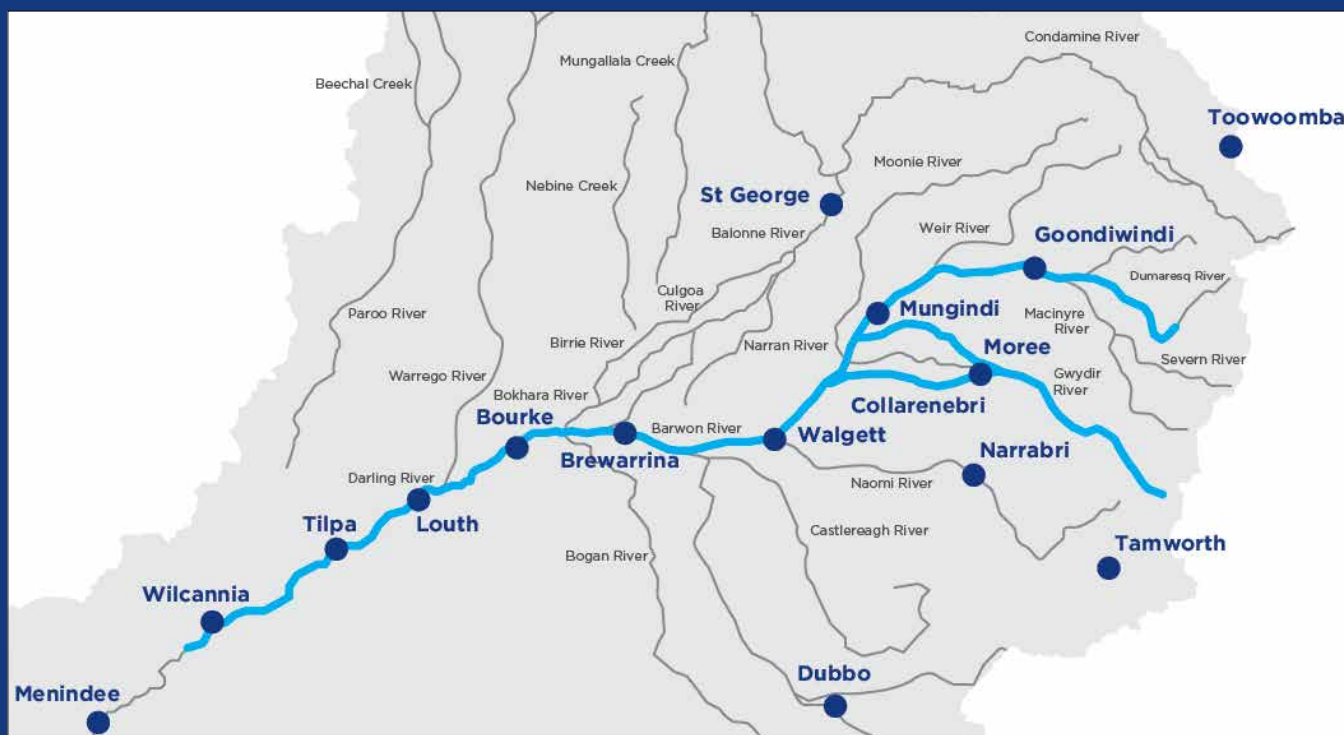 Condamine River
Mungallala Creek
Beechal Creek
Toowoomba
Moonie River
Nebine Creek
St George
Weir River
Balonne River
Goondiwindi
Dumaresq River
Culgoa
River
Paroo River
Mungindi
Macinyre
River
Birrie River
Narran River
Moree
Severn River
Warrego River
Gwydir
River
Bokhara River
Collarenebri
Bourke
Barwon River
Walgett
Brewarrina
Narrabri
Darling River
Naomi River
Tilpa
Louth
Castlereagh River
Tamworth
Bogan River
Wilcannia
Dubbo
Menindee